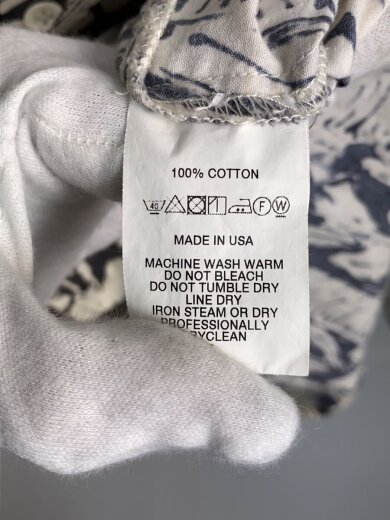 100% COTTON
40 F W
MADE IN USA
MACHINE WASH WARM
DO NOT BLEACH
DO NOT TUMBLE DRY
LINE DRY
IRON STEAM OR DRY
PROFESSIONALLY